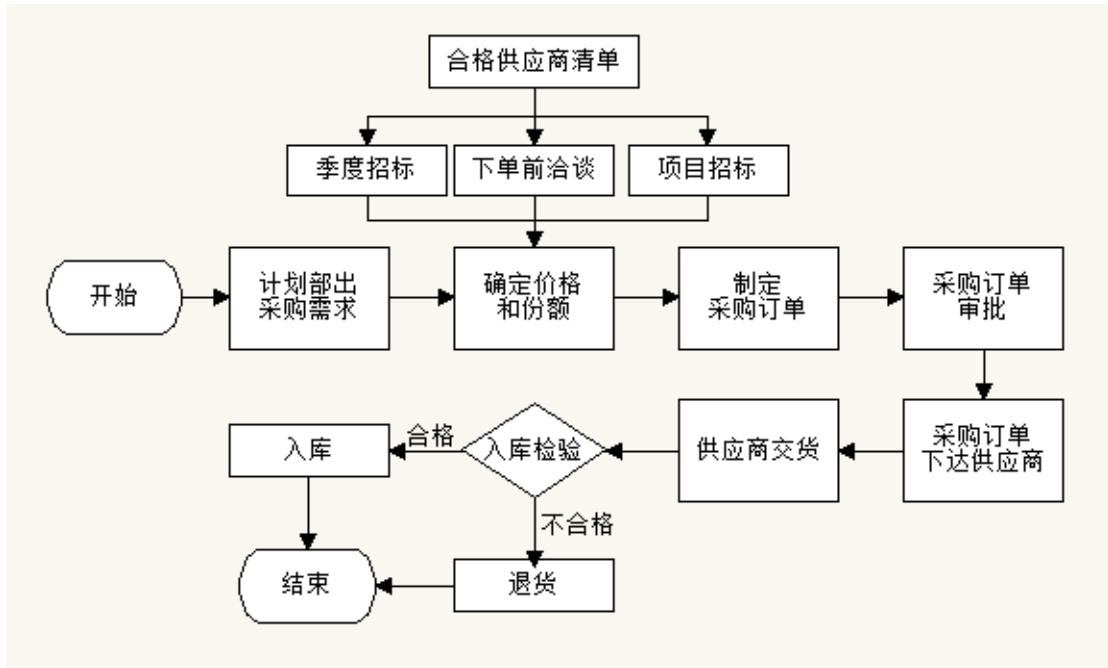 合格供应商清单
季度招标
下单前洽谈
项目招标
开始
计划部出
采购需求
确定价格
和份额
制定
采购订单
采购订单
审批
入库
合格
入库检验
供应商交货
采购订单
下达供应商
不合格
结束
退货